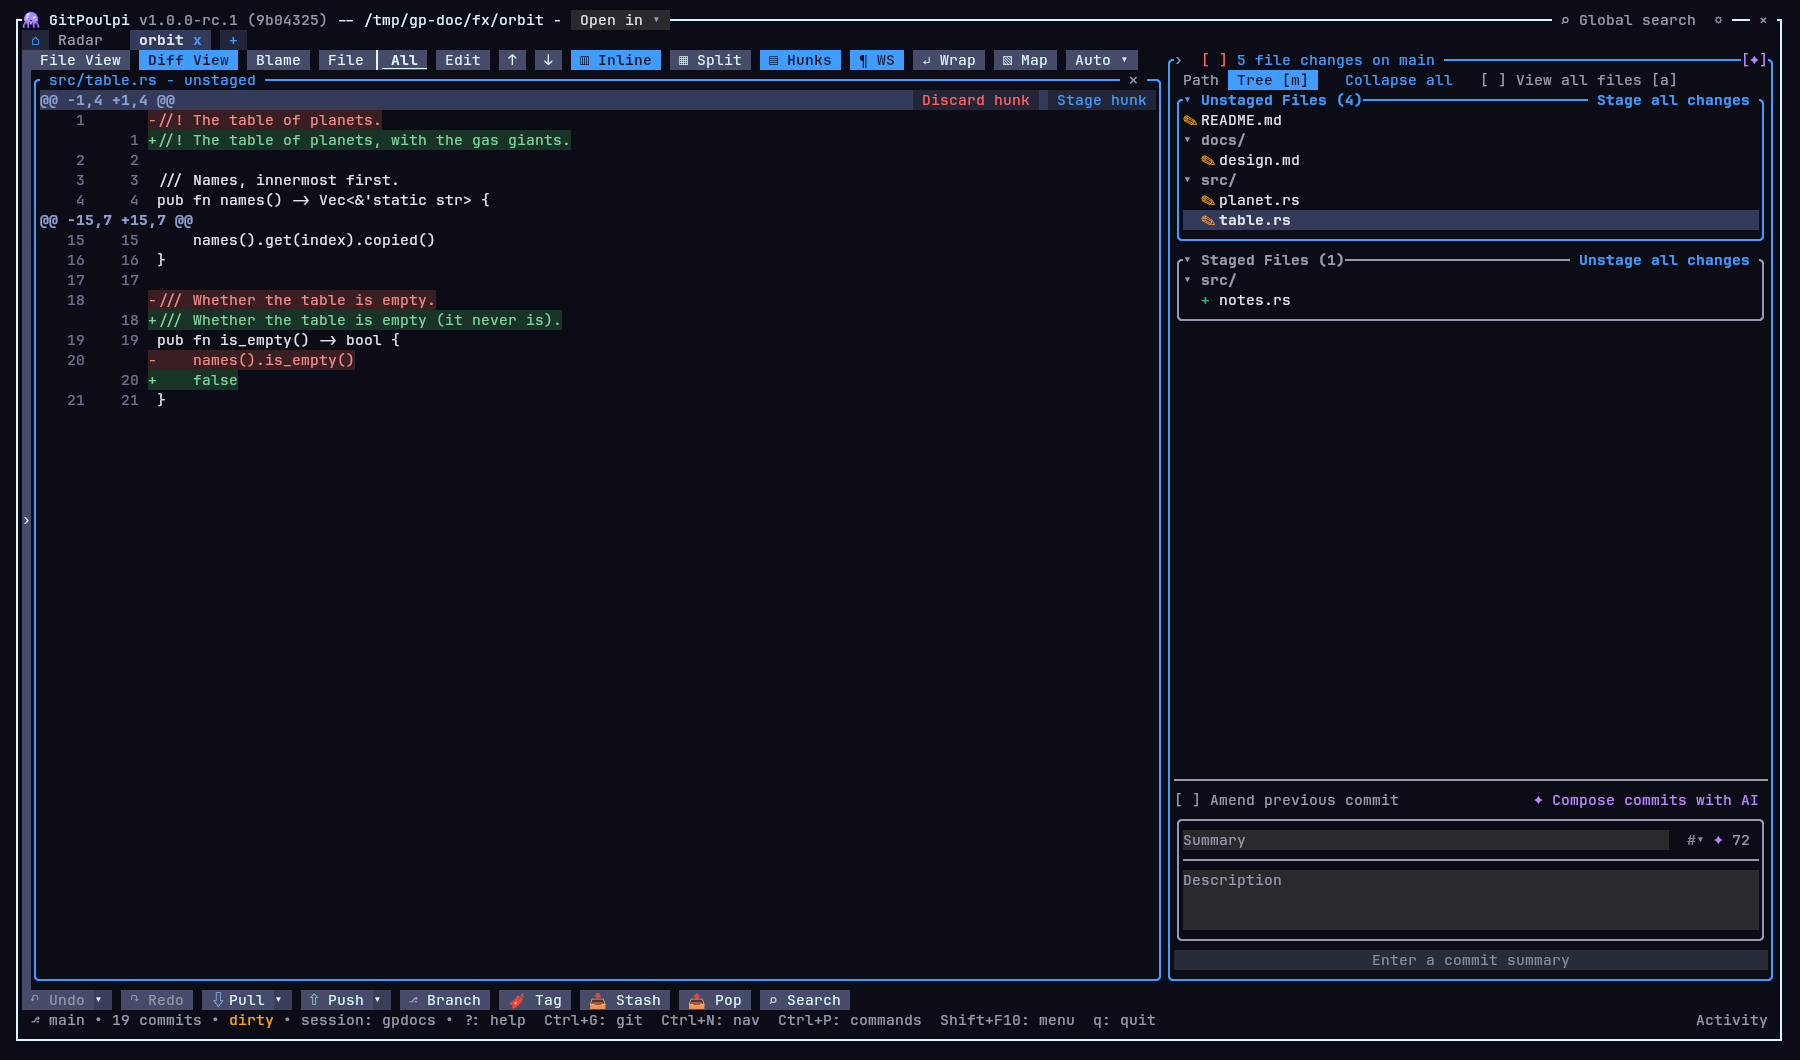 GitPoulpi v1.0.0-rc.1 (9b04325) -- /tmp/gp-doc/fx/orbit - Open in ▾ ⌕ Global search ⚙ ×
⌂ Radar orbit x +
File View Diff View Blame File All Edit ↑ ↓ ▥ Inline ▦ Split ▤ Hunks ¶ WS ↲ Wrap ▧ Map Auto ▾
› [ ] 5 file changes on main [✦]
src/table.rs - unstaged ×
Path Tree [m] Collapse all [ ] View all files [a]
@@ -1,4 +1,4 @@ Discard hunk Stage hunk
▾ Unstaged Files (4) Stage all changes
1 -//! The table of planets.
✎ README.md
1 +//! The table of planets, with the gas giants.
▾ docs/
2 2
✎ design.md
3 3 /// Names, innermost first.
▾ src/
4 4 pub fn names() -> Vec<&'static str> {
✎ planet.rs
@@ -15,7 +15,7 @@
✎ table.rs
15 15 names().get(index).copied()
16 16 }
▾ Staged Files (1) Unstage all changes
17 17
▾ src/
18 -/// Whether the table is empty.
+ notes.rs
18 +/// Whether the table is empty (it never is).
19 19 pub fn is_empty() -> bool {
20 - names().is_empty()
20 + false
21 21 }
›
[ ] Amend previous commit ✦ Compose commits with AI
Summary #▾ ✦ 72
Description
Enter a commit summary
↶ Undo ▾ ↷ Redo ⇩ Pull ▾ ⇧ Push ▾ ⎇ Branch Tag Stash Pop ⌕ Search
⎇ main • 19 commits • dirty • session: gpdocs • ?: help Ctrl+G: git Ctrl+N: nav Ctrl+P: commands Shift+F10: menu q: quit Activity